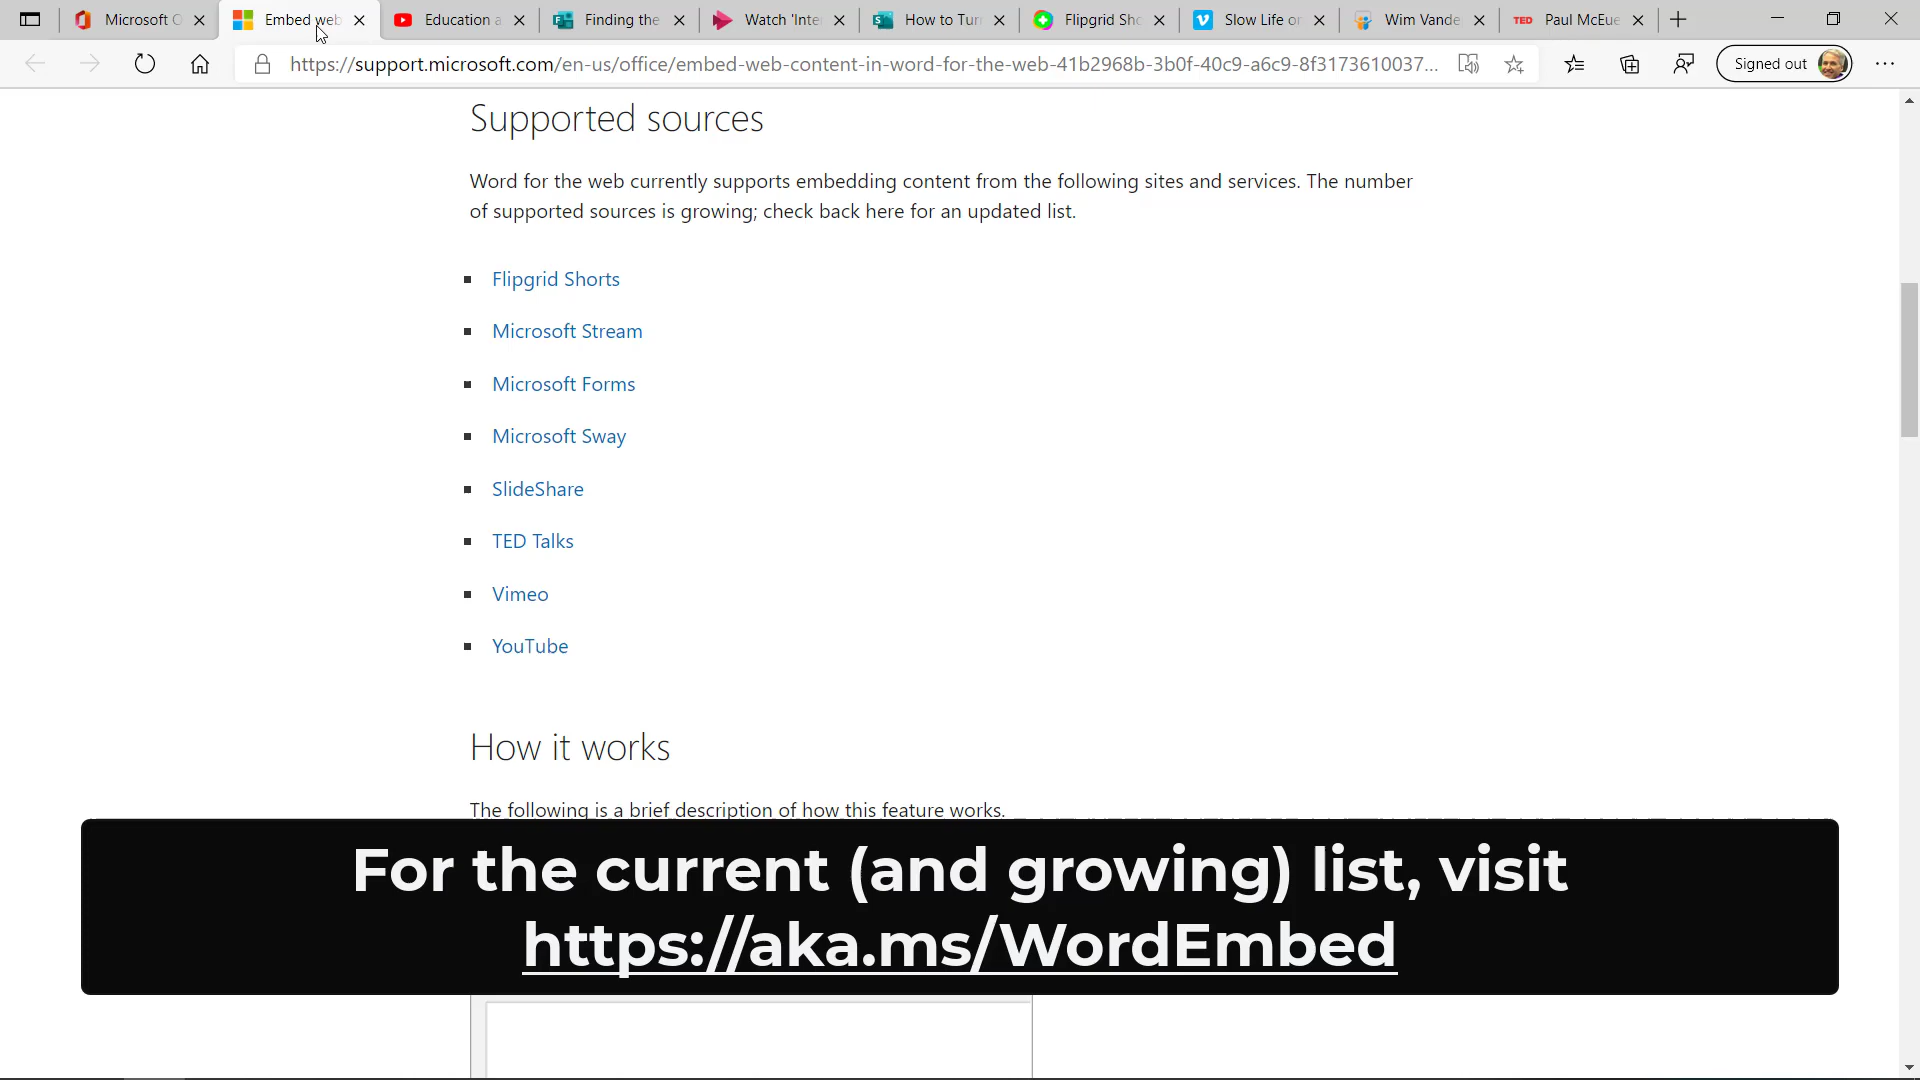 Microsoft O
Embed web
Education a
Finding the
Watch 'Inte
How to Tur
Flipgrid Sho
Slow Life or
Wim Vande
TED
Paul McEue
https://support.microsoft.com/en-us/office/embed-web-content-in-word-for-the-web-41b2968b-3b0f-40c9-a6c9-8f3173610037...
Signed out
Supported sources
Word for the web currently supports embedding content from the following sites and services. The number
of supported sources is growing; check back here for an updated list.
Flipgrid Shorts
Microsoft Stream
Microsoft Forms
Microsoft Sway
SlideShare
TED Talks
Vimeo
YouTube
How it works
The following is a brief description of how this feature works.
For the current (and growing) list, visit
https://aka.ms/WordEmbed